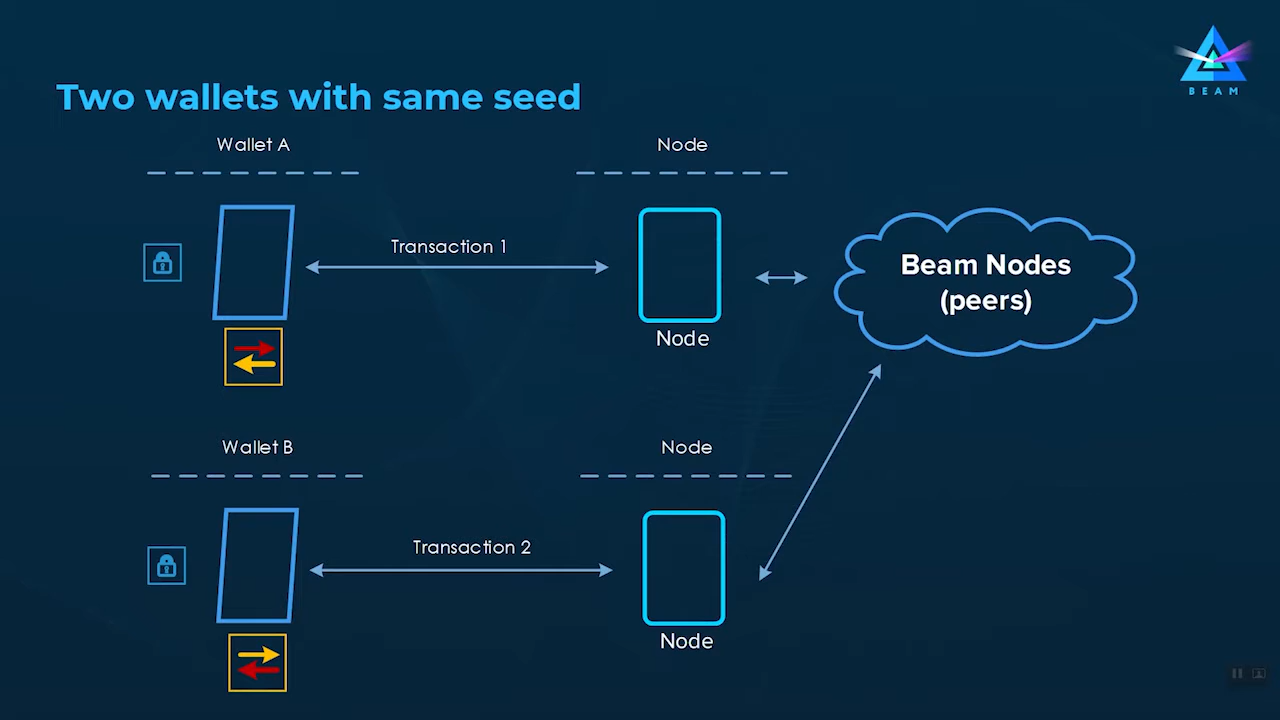 BEAM
Two wallets with same seed
Wallet A
Node
Transaction 1
Beam Nodes
(peers)
Node
Wallet B
Node
Transaction 2
Node